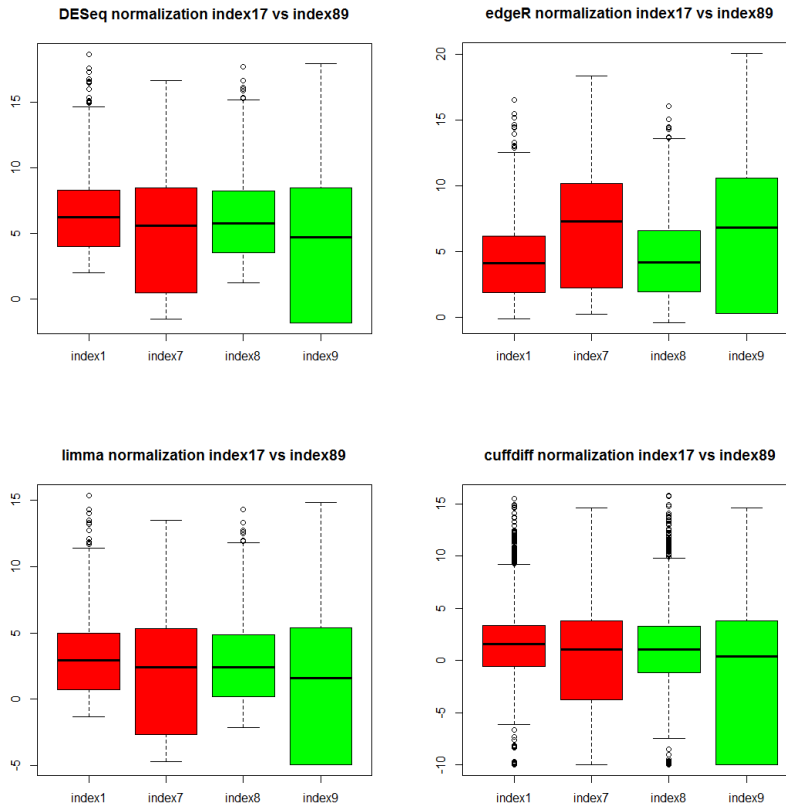 DESeq normalization index17 vs index89
15
10
5
0
index1 index7 index8 index9
edgeR normalization index17 vs index89
20
15
10
5
0
index1 index7 index8 index9
limma normalization index17 vs index89
15
10
5
0
-5
index1 index7 index8 index9
cuffdiff normalization index17 vs index89
15
10
5
0
-5
-10
index1 index7 index8 index9